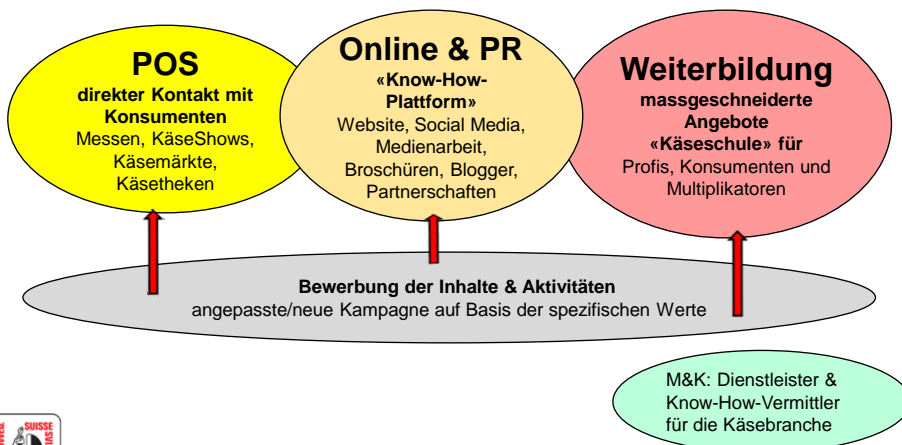 POS
direkter Kontakt mit
Konsumenten
Messen, KäseShows,
Käsemärkte,
Käsetheken
Online & PR
«Know-How-
Plattform»
Website, Social Media,
Medienarbeit,
Broschüren, Blogger,
Partnerschaften
Weiterbildung
massgeschneiderte
Angebote
«Käseschule» für
Profis, Konsumenten und
Multiplikatoren
Bewerbung der Inhalte & Aktivitäten
angepasste/neue Kampagne auf Basis der spezifischen Werte
M&K: Dienstleister &
Know-How-Vermittler
für die Käsebranche
SUISSE